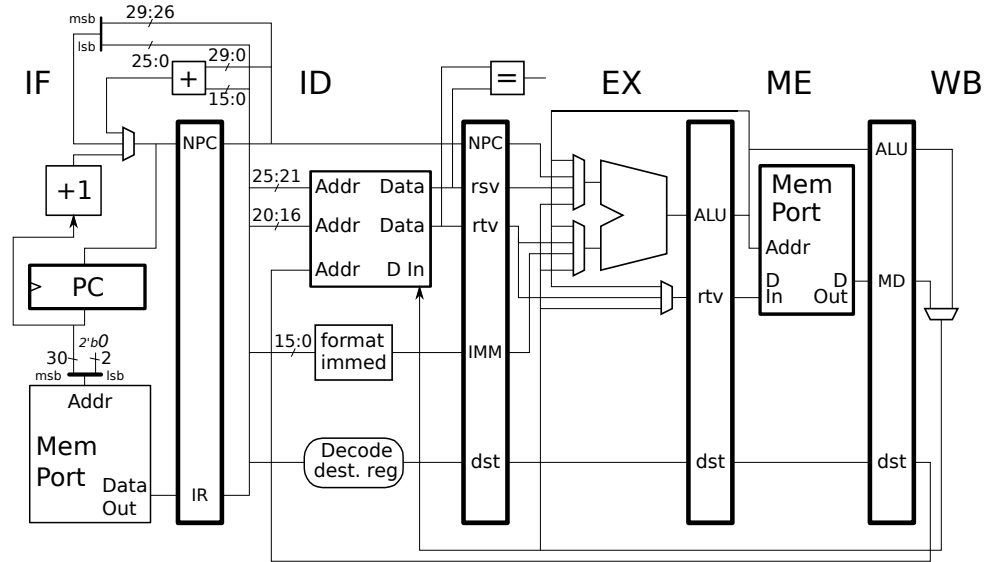 29:26
msb
lsb
25:0
+
29:0
15:0
=
IF
ID
EX
ME
WB
NPC
NPC
ALU
+1
25:21
Addr
Data
rsv
Mem
Port
20:16
Addr
Data
rtv
ALU
Addr
Addr
D In
PC
D
In
D
Out
rtv
MD
2'b0
30
2
msb
lsb
15:0
format
immed
IMM
Addr
Mem
Port
Data
Out
IR
Decode
dest. reg
dst
dst
dst